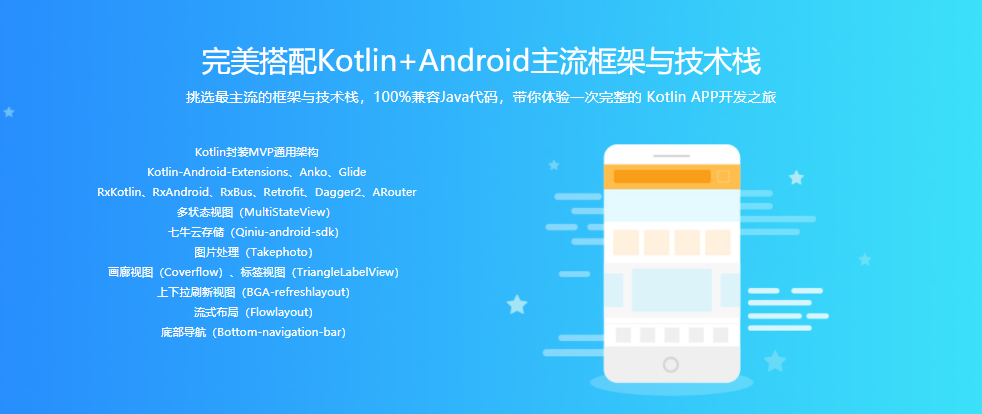 完美搭配Kotlin+Android主流框架与技术栈
挑选最主流的框架与技术栈，100%兼容Java代码，带你体验一次完整的 Kotlin APP开发之旅
Kotlin封装MVP通用架构
Kotlin-Android-Extensions、Anko、Glide
RxKotlin、RxAndroid、RxBus、Retrofit、Dagger2、ARouter
多状态视图（MultiStateView）
七牛云存储（Qiniu-android-sdk）
图片处理（Takephoto）
画廊视图（Coverflow）、标签视图（TriangleLabelView）
上下拉刷新视图（BGA-refreshlayout）
流式布局（Flowlayout）
底部导航（Bottom-navigation-bar）